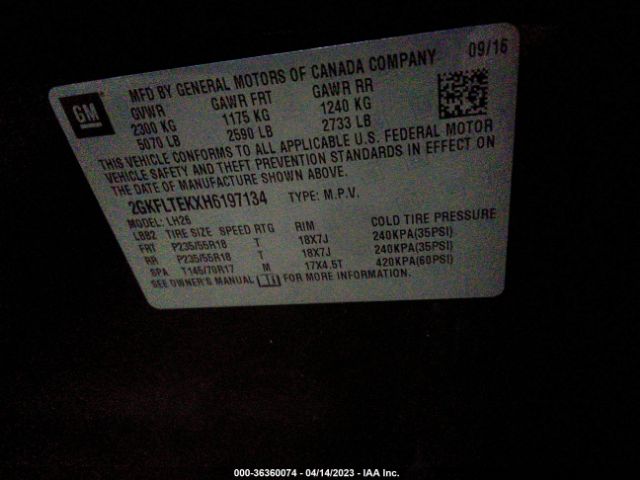 GM
MFD BY GENERAL MOTORS OF CANADA COMPANY 09/16
GVWR GAWR FRT GAWR RR
2300 KG 1175 KG 1240 KG
5070 LB 2590 LB 2733 LB
THIS VEHICLE CONFORMS TO ALL APPLICABLE U.S. FEDERAL MOTOR
VEHICLE SAFETY AND THEFT PREVENTION STANDARDS IN EFFECT ON
THE DATE OF MANUFACTURE SHOWN ABOVE.
2GKFLTEKXH6197134 TYPE: M.P.V.
MODEL: LH26
LBB2 TIRE SIZE SPEED RTG RIM COLD TIRE PRESSURE
FRT P235/55R18 T 18X7J 240KPA(35PSI)
RR P235/55R18 T 18X7J 240KPA(35PSI)
SPA T145/70R17 M 17X4.5T 420KPA(60PSI)
SEE OWNER'S MANUAL FOR MORE INFORMATION.
000-36360074 - 04/14/2023 - IAA Inc.